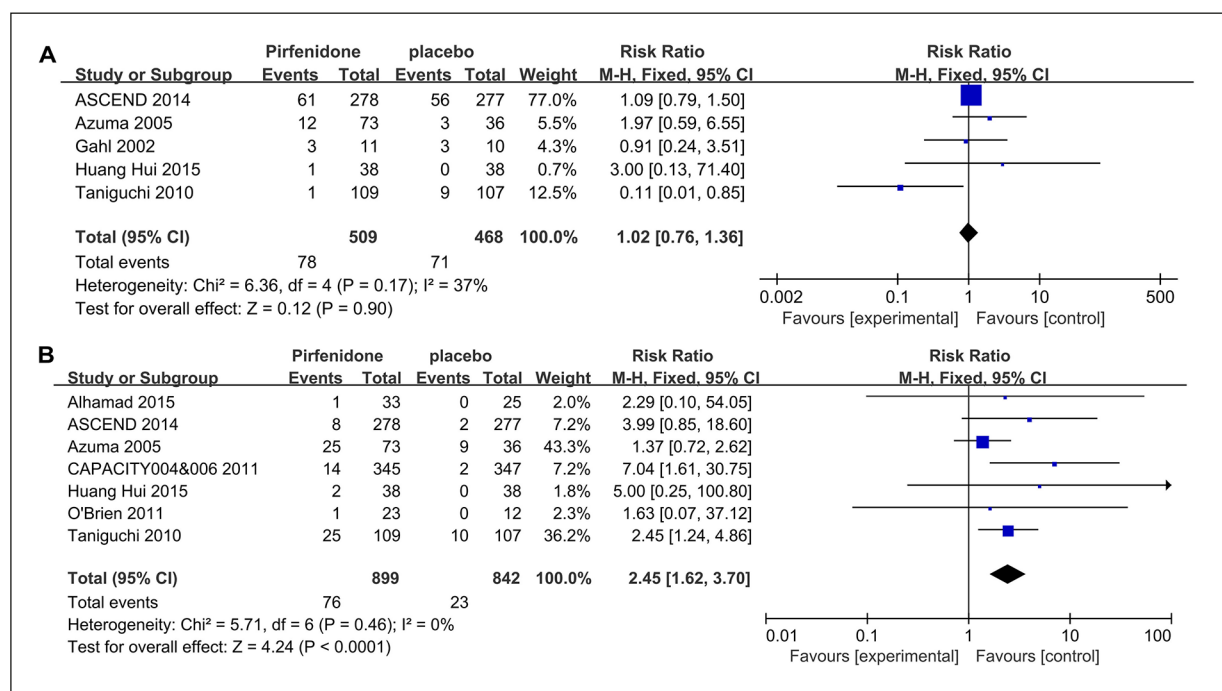 A
Pirfenidone placebo Risk Ratio Risk Ratio
Study or Subgroup Events Total Events Total Weight M-H, Fixed, 95% CI M-H, Fixed, 95% CI
ASCEND 2014 61 278 56 277 77.0% 1.09 [0.79, 1.50]
Azuma 2005 12 73 3 36 5.5% 1.97 [0.59, 6.55]
Gahl 2002 3 11 3 10 4.3% 0.91 [0.24, 3.51]
Huang Hui 2015 1 38 0 38 0.7% 3.00 [0.13, 71.40]
Taniguchi 2010 1 109 9 107 12.5% 0.11 [0.01, 0.85]
Total (95% CI) 509 468 100.0% 1.02 [0.76, 1.36]
Total events 78 71
Heterogeneity: Chi² = 6.36, df = 4 (P = 0.17); I² = 37%
Test for overall effect: Z = 0.12 (P = 0.90)
0.002 0.1 1 10 500
Favours [experimental] Favours [control]
B
Pirfenidone placebo Risk Ratio Risk Ratio
Study or Subgroup Events Total Events Total Weight M-H, Fixed, 95% CI M-H, Fixed, 95% CI
Alhamad 2015 1 33 0 25 2.0% 2.29 [0.10, 54.05]
ASCEND 2014 8 278 2 277 7.2% 3.99 [0.85, 18.60]
Azuma 2005 25 73 9 36 43.3% 1.37 [0.72, 2.62]
CAPACITY004&006 2011 14 345 2 347 7.2% 7.04 [1.61, 30.75]
Huang Hui 2015 2 38 0 38 1.8% 5.00 [0.25, 100.80]
O'Brien 2011 1 23 0 12 2.3% 1.63 [0.07, 37.12]
Taniguchi 2010 25 109 10 107 36.2% 2.45 [1.24, 4.86]
Total (95% CI) 899 842 100.0% 2.45 [1.62, 3.70]
Total events 76 23
Heterogeneity: Chi² = 5.71, df = 6 (P = 0.46); I² = 0%
Test for overall effect: Z = 4.24 (P < 0.0001)
0.01 0.1 1 10 100
Favours [experimental] Favours [control]